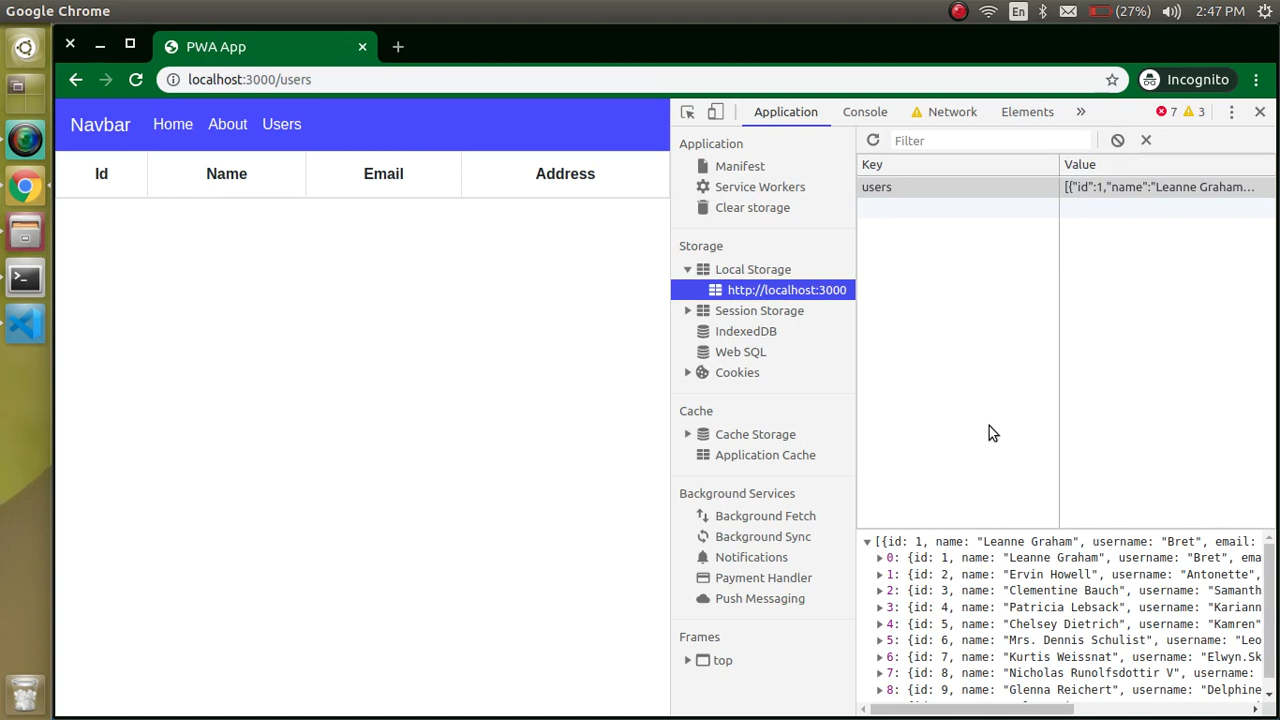 Google Chrome
En
(27%)
2:47 PM
PWA App
localhost:3000/users
Incognito
Navbar
Home
About
Users
Id
Name
Email
Address
Application
Console
Network
Elements
7
3
Application
Manifest
Service Workers
Clear storage
Storage
Local Storage
http://localhost:3000
Session Storage
IndexedDB
Web SQL
Cookies
Cache
Cache Storage
Application Cache
Background Services
Background Fetch
Background Sync
Notifications
Payment Handler
Push Messaging
Frames
top
Filter
Key
Value
users
[{"id":1,"name":"Leanne Graham…
[{id: 1, name: "Leanne Graham", username: "Bret", email:
0: {id: 1, name: "Leanne Graham", username: "Bret", ema
1: {id: 2, name: "Ervin Howell", username: "Antonette",
2: {id: 3, name: "Clementine Bauch", username: "Samanth
3: {id: 4, name: "Patricia Lebsack", username: "Kariann
4: {id: 5, name: "Chelsey Dietrich", username: "Kamren"
5: {id: 6, name: "Mrs. Dennis Schulist", username: "Leo
6: {id: 7, name: "Kurtis Weissnat", username: "Elwyn.Sk
7: {id: 8, name: "Nicholas Runolfsdottir V", username:
8: {id: 9, name: "Glenna Reichert", username: "Delphine